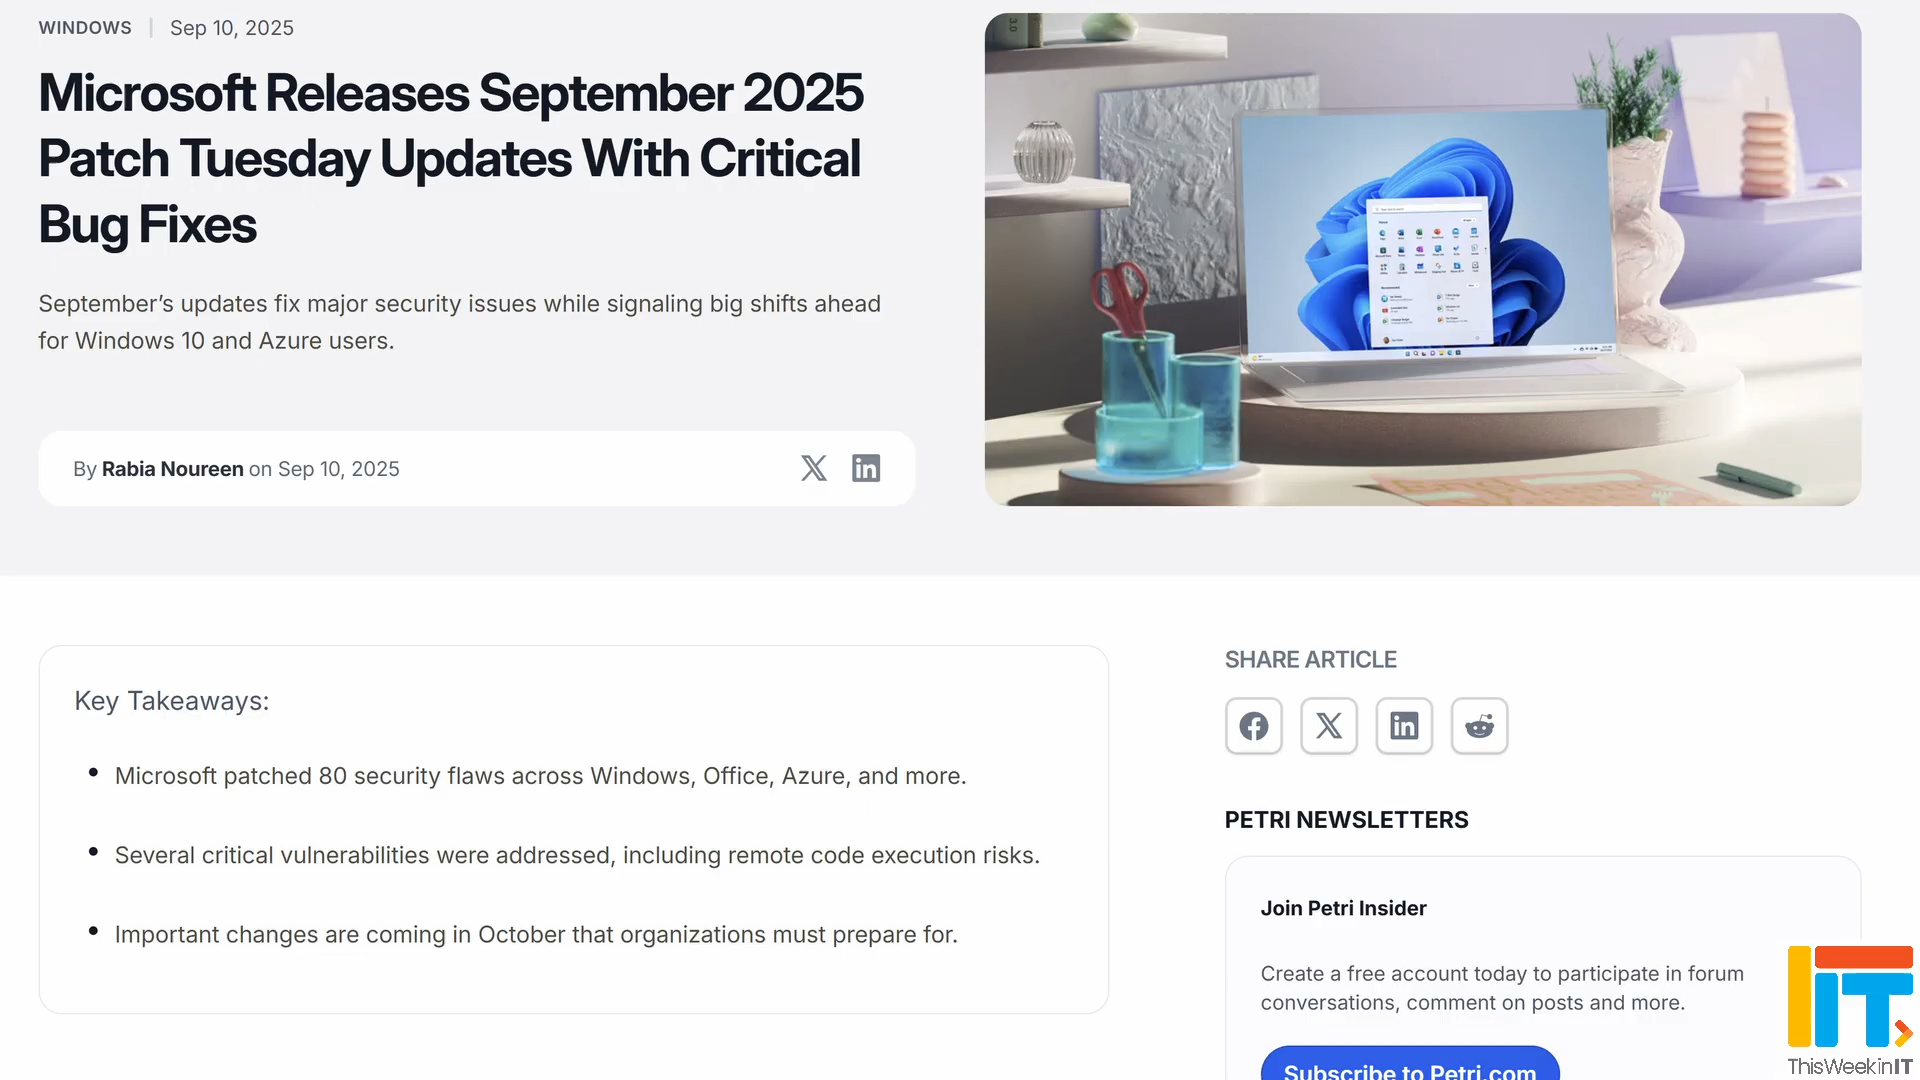 WINDOWS | Sep 10, 2025
Microsoft Releases September 2025
Patch Tuesday Updates With Critical
Bug Fixes
September’s updates fix major security issues while signaling big shifts ahead
for Windows 10 and Azure users.
By Rabia Noureen on Sep 10, 2025
Key Takeaways:
• Microsoft patched 80 security flaws across Windows, Office, Azure, and more.
• Several critical vulnerabilities were addressed, including remote code execution risks.
• Important changes are coming in October that organizations must prepare for.
SHARE ARTICLE
PETRI NEWSLETTERS
Join Petri Insider
Create a free account today to participate in forum
conversations, comment on posts and more.
Subscribe to Petri.com
IT
ThisWeekinIT